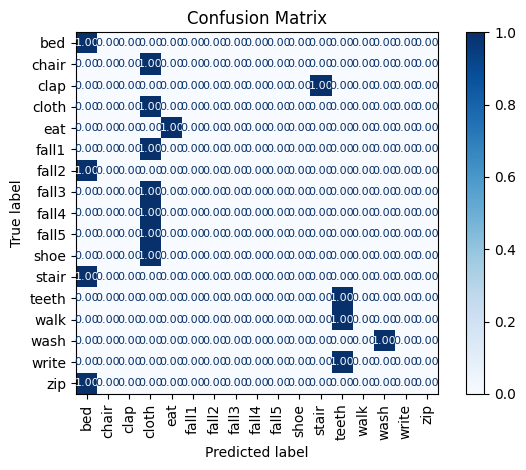 Confusion Matrix
bed 1.00 0.00 0.00 0.00 0.00 0.00 0.00 0.00 0.00 0.00 0.00 0.00 0.00 0.00 0.00 0.00 0.00
chair 0.00 0.00 0.00 1.00 0.00 0.00 0.00 0.00 0.00 0.00 0.00 0.00 0.00 0.00 0.00 0.00 0.00
clap 0.00 0.00 0.00 0.00 0.00 0.00 0.00 0.00 0.00 0.00 0.00 1.00 0.00 0.00 0.00 0.00 0.00
cloth 0.00 0.00 0.00 1.00 0.00 0.00 0.00 0.00 0.00 0.00 0.00 0.00 0.00 0.00 0.00 0.00 0.00
eat 0.00 0.00 0.00 0.00 1.00 0.00 0.00 0.00 0.00 0.00 0.00 0.00 0.00 0.00 0.00 0.00 0.00
fall1 0.00 0.00 0.00 1.00 0.00 0.00 0.00 0.00 0.00 0.00 0.00 0.00 0.00 0.00 0.00 0.00 0.00
fall2 1.00 0.00 0.00 0.00 0.00 0.00 0.00 0.00 0.00 0.00 0.00 0.00 0.00 0.00 0.00 0.00 0.00
fall3 0.00 0.00 0.00 1.00 0.00 0.00 0.00 0.00 0.00 0.00 0.00 0.00 0.00 0.00 0.00 0.00 0.00
fall4 0.00 0.00 0.00 1.00 0.00 0.00 0.00 0.00 0.00 0.00 0.00 0.00 0.00 0.00 0.00 0.00 0.00
fall5 0.00 0.00 0.00 1.00 0.00 0.00 0.00 0.00 0.00 0.00 0.00 0.00 0.00 0.00 0.00 0.00 0.00
shoe 0.00 0.00 0.00 1.00 0.00 0.00 0.00 0.00 0.00 0.00 0.00 0.00 0.00 0.00 0.00 0.00 0.00
stair 1.00 0.00 0.00 0.00 0.00 0.00 0.00 0.00 0.00 0.00 0.00 0.00 0.00 0.00 0.00 0.00 0.00
teeth 0.00 0.00 0.00 0.00 0.00 0.00 0.00 0.00 0.00 0.00 0.00 0.00 1.00 0.00 0.00 0.00 0.00
walk 0.00 0.00 0.00 0.00 0.00 0.00 0.00 0.00 0.00 0.00 0.00 0.00 1.00 0.00 0.00 0.00 0.00
wash 0.00 0.00 0.00 0.00 0.00 0.00 0.00 0.00 0.00 0.00 0.00 0.00 0.00 0.00 1.00 0.00 0.00
write 0.00 0.00 0.00 0.00 0.00 0.00 0.00 0.00 0.00 0.00 0.00 0.00 1.00 0.00 0.00 0.00 0.00
zip 1.00 0.00 0.00 0.00 0.00 0.00 0.00 0.00 0.00 0.00 0.00 0.00 0.00 0.00 0.00 0.00 0.00
True label
bed chair clap cloth eat fall1 fall2 fall3 fall4 fall5 shoe stair teeth walk wash write zip
Predicted label
1.0
0.8
0.6
0.4
0.2
0.0